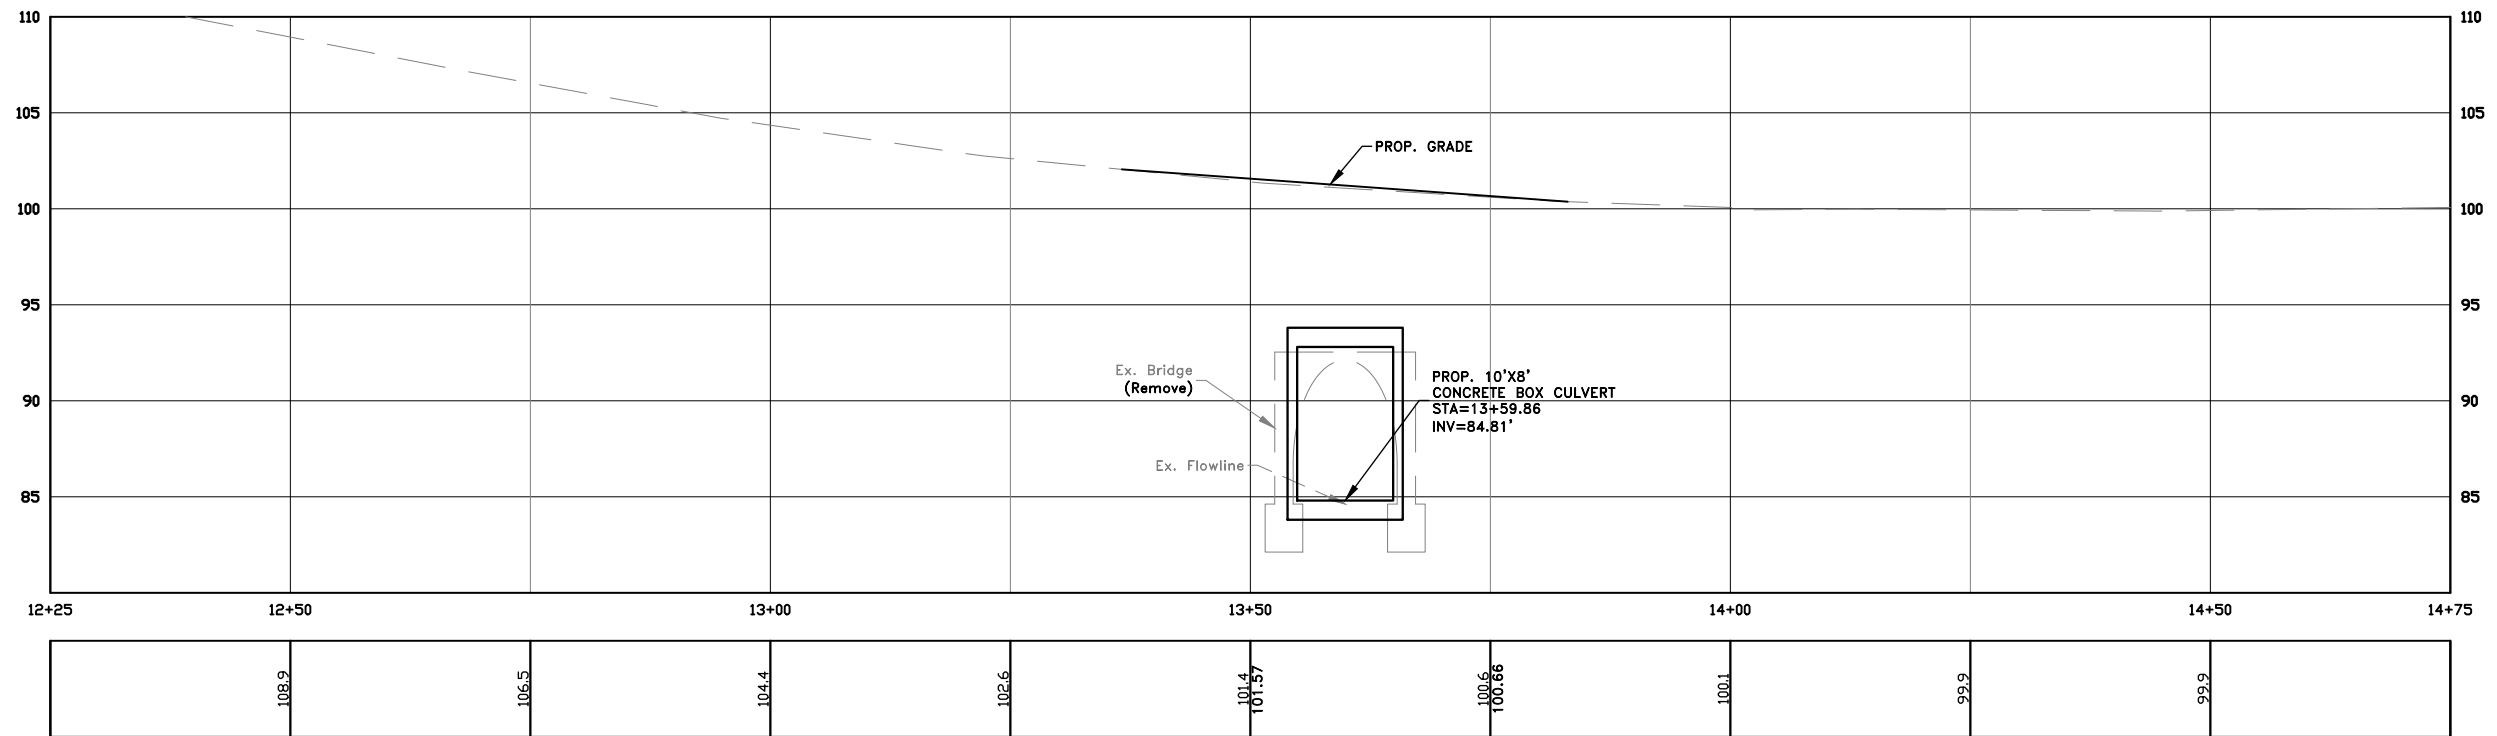 110 110
105 105
PROP. GRADE
100 100
95 95
Ex. Bridge
(Remove)
PROP. 10'X8'
CONCRETE BOX CULVERT
STA=13+59.86
INV=84.81'
90 90
Ex. Flowline
85 85
12+25 12+50 13+00 13+50 14+00 14+50 14+75
108.9
106.5
104.4
102.6
101.4
101.57
100.6
100.66
100.1
99.9
99.9